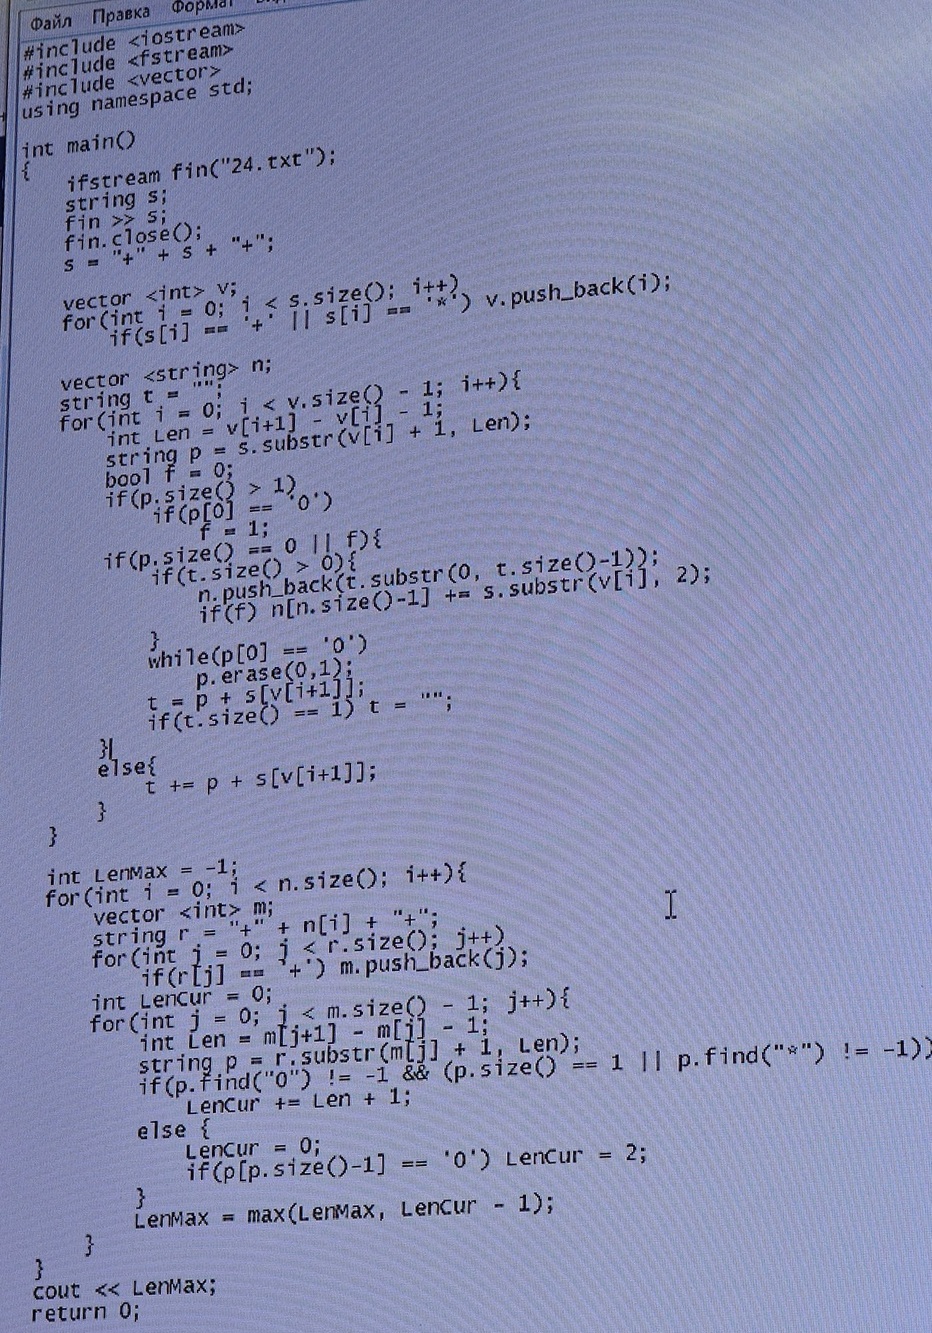 Файл Правка Формат
#include <iostream>
#include <fstream>
#include <vector>
using namespace std;
int main()
{
ifstream fin("24.txt");
string s;
fin >> s;
fin.close();
s = "+" + s + "+";
vector <int> v;
for(int i = 0; i < s.size(); i++)
if(s[i] == '+' || s[i] == '*') v.push_back(i);
vector <string> n;
string t = "";
for(int i = 0; i < v.size() - 1; i++){
int Len = v[i+1] - v[i] - 1;
string p = s.substr(v[i] + 1, Len);
bool f = 0;
if(p.size() > 1)
if(p[0] == '0')
f = 1;
if(p.size() == 0 || f){
if(t.size() > 0){
n.push_back(t.substr(0, t.size()-1));
if(f) n[n.size()-1] += s.substr(v[i], 2);
}
while(p[0] == '0')
p.erase(0,1);
t = p + s[v[i+1]];
if(t.size() == 1) t = "";
}
else{
t += p + s[v[i+1]];
}
}
int LenMax = -1;
for(int i = 0; i < n.size(); i++){
vector <int> m;
string r = "+" + n[i] + "+";
for(int j = 0; j < r.size(); j++)
if(r[j] == '+') m.push_back(j);
int LenCur = 0;
for(int j = 0; j < m.size() - 1; j++){
int Len = m[j+1] - m[j] - 1;
string p = r.substr(m[j] + 1, Len);
if(p.find("0") != -1 && (p.size() == 1 || p.find("*") != -1))
LenCur += Len + 1;
else {
LenCur = 0;
if(p[p.size()-1] == '0') LenCur = 2;
}
LenMax = max(LenMax, LenCur - 1);
}
}
cout << LenMax;
return 0;